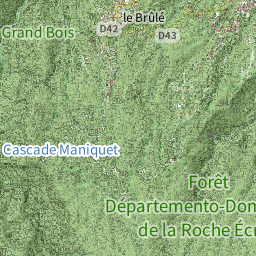 le Brûlé
D42
Grand Bois
D43
Cascade Maniquet
Forêt
Départemento-Dom
de la Roche Écr